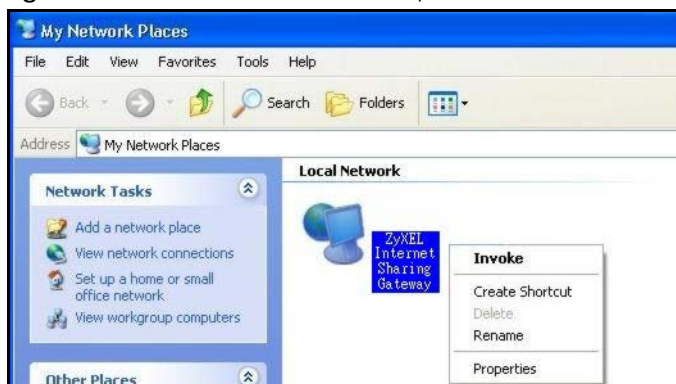 My Network Places
File Edit View Favorites Tools Help
Back Search Folders
Address My Network Places
Network Tasks
Add a network place
View network connections
Set up a home or small
office network
View workgroup computers
Other Places
Local Network
ZyXEL
Internet
Sharing
Gateway
Invoke
Create Shortcut
Delete
Rename
Properties